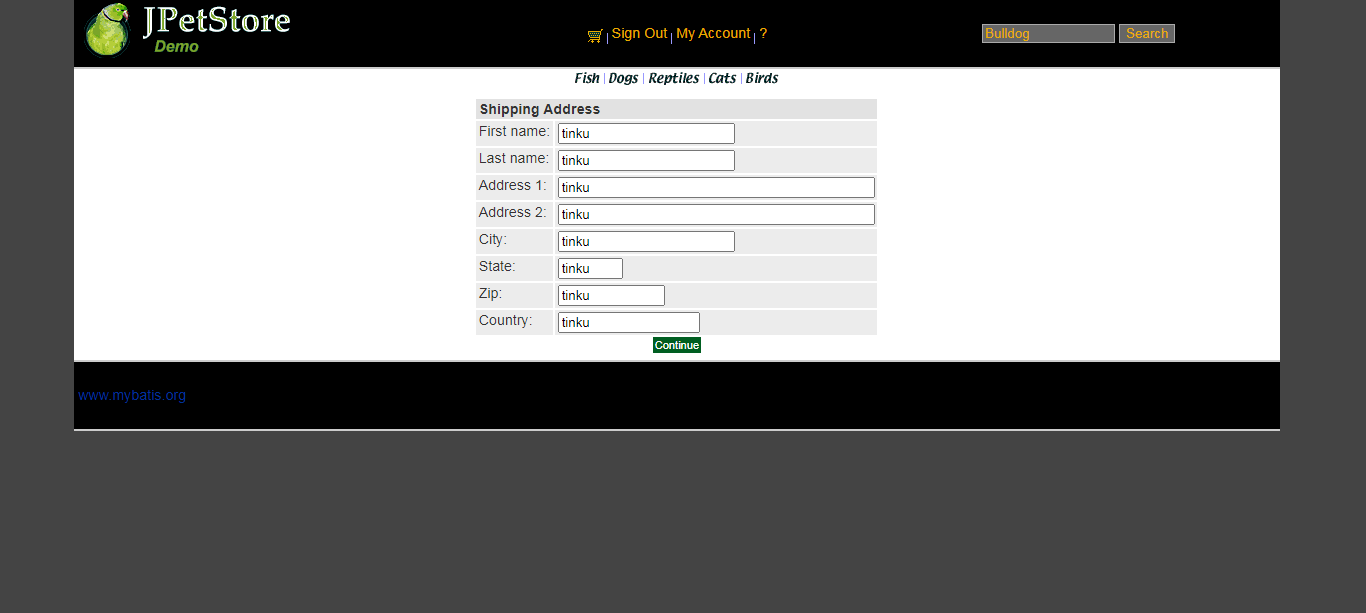 JPetStore
Demo
Sign Out | My Account | ?
Bulldog Search
Fish | Dogs | Reptiles | Cats | Birds
Shipping Address
First name: tinku
Last name: tinku
Address 1: tinku
Address 2: tinku
City: tinku
State: tinku
Zip: tinku
Country: tinku
Continue
www.mybatis.org